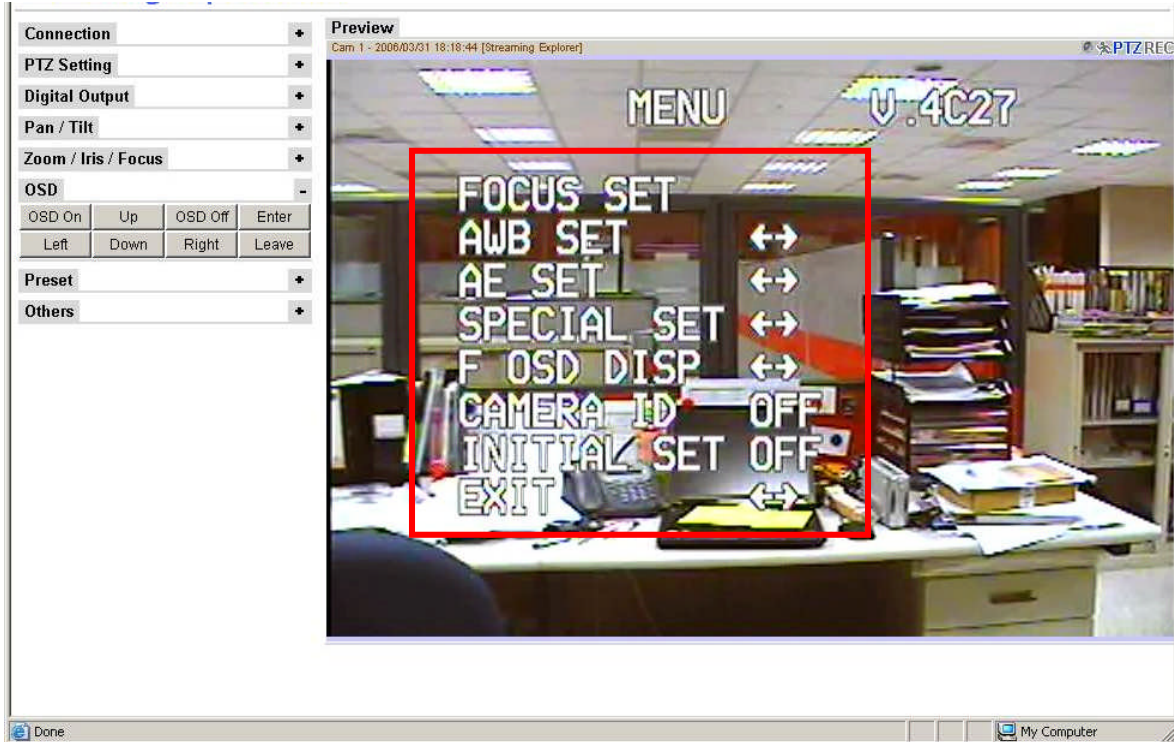 Connection +
PTZ Setting +
Digital Output +
Pan / Tilt +
Zoom / Iris / Focus +
OSD -
OSD On Up OSD Off Enter
Left Down Right Leave
Preset +
Others +
Preview
Cam 1 - 2006/03/31 18:18:44 [Streaming Explorer] PTZ REC
MENU V.4C27
FOCUS SET
AWB SET ↔
AE SET ↔
SPECIAL SET ↔
F OSD DISP ↔
CAMERA ID OFF
INITIAL SET OFF
EXIT ↔
Done My Computer